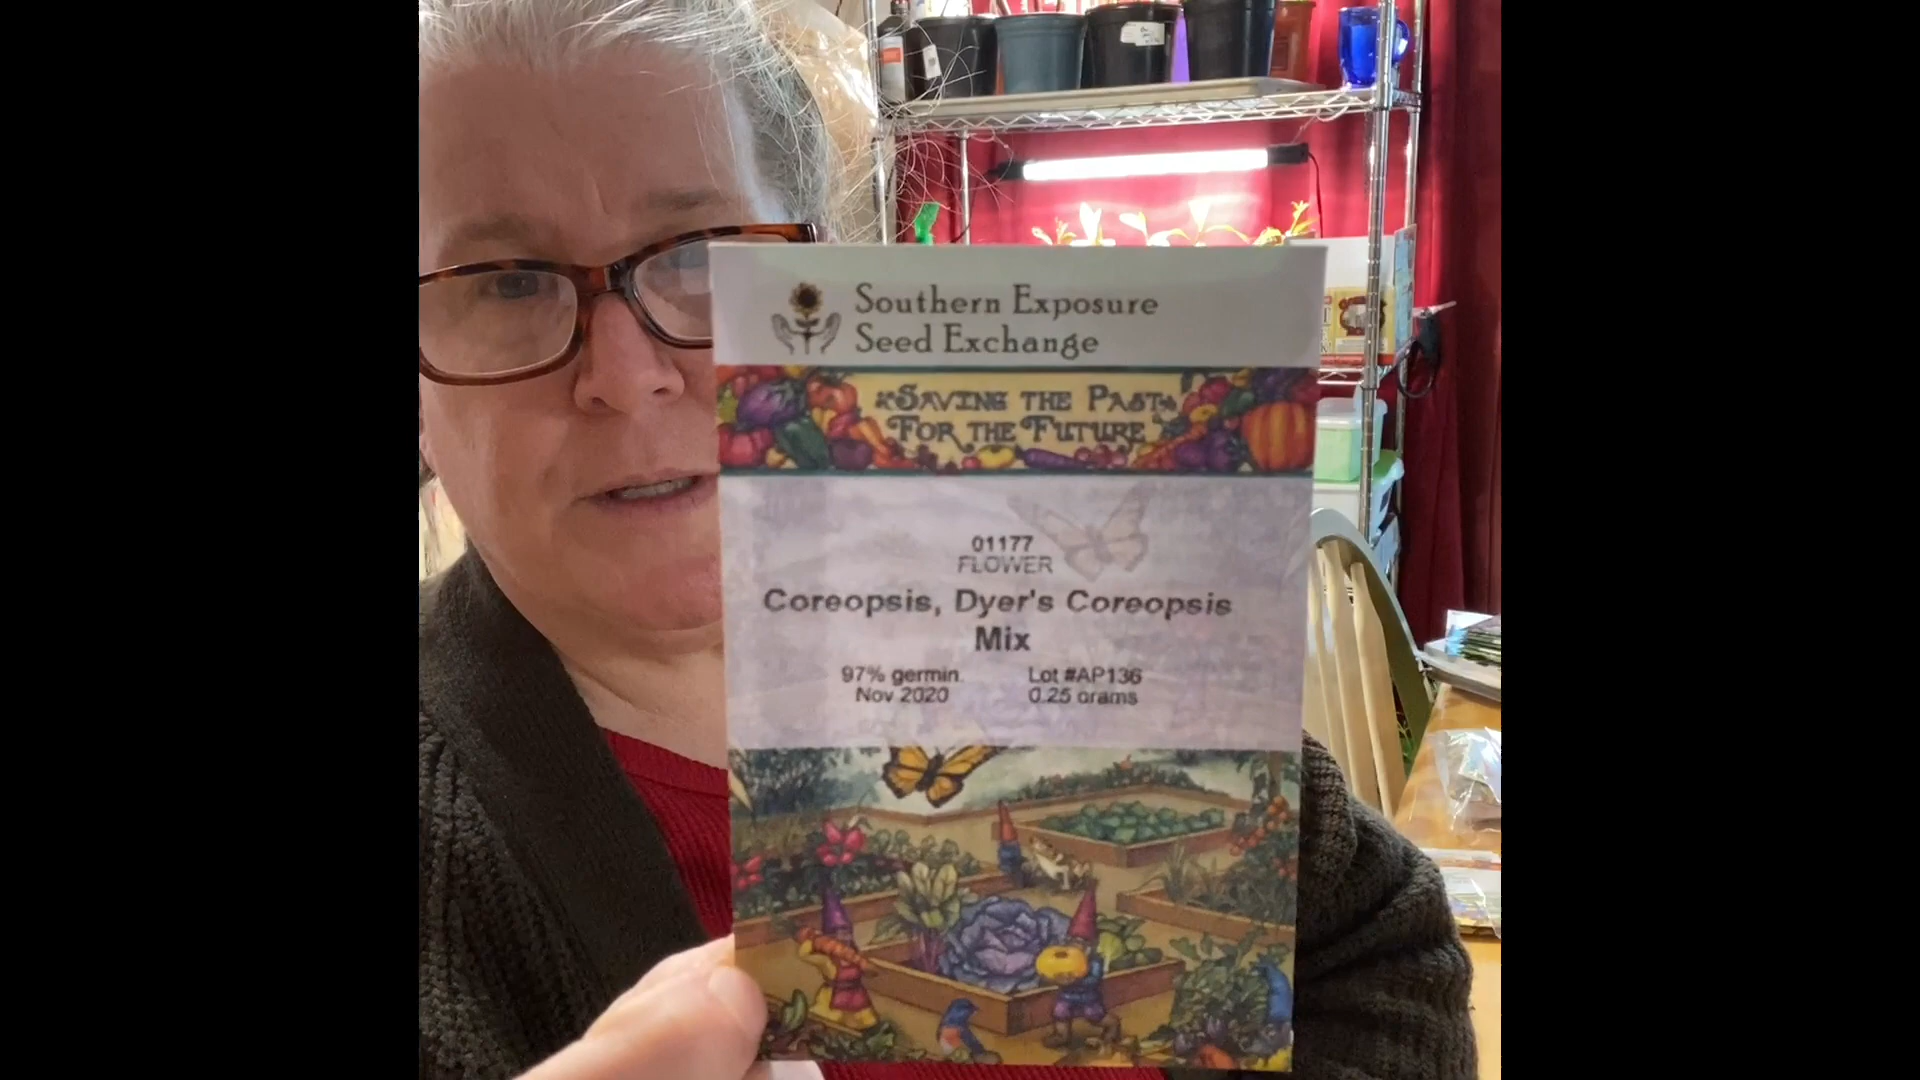 Southern Exposure
Seed Exchange
Saving the Past
For the Future
01177
FLOWER
Coreopsis, Dyer's Coreopsis
Mix
97% germin. Lot #AP136
Nov 2020 0.25 grams